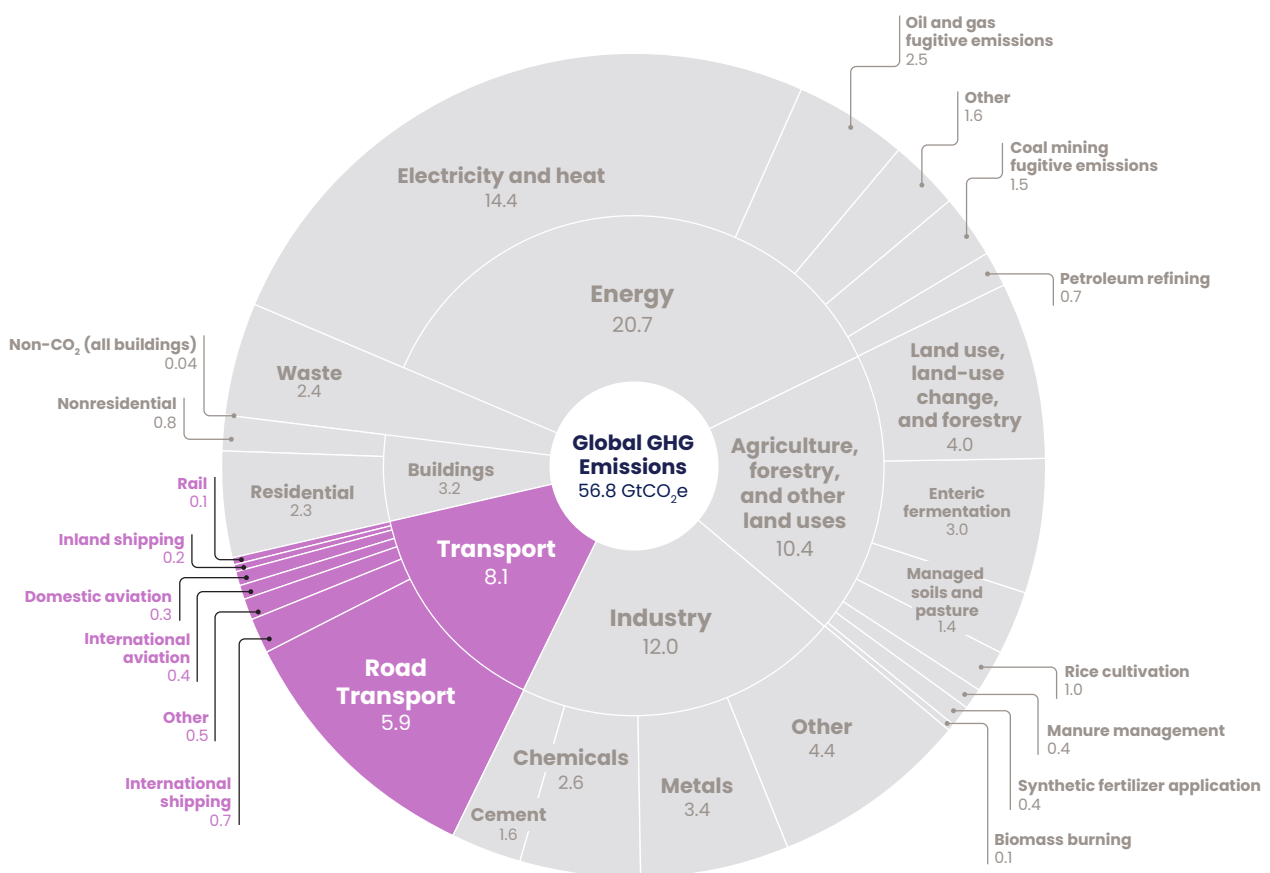 Oil and gas
fugitive emissions
2.5
Other
1.6
Coal mining
fugitive emissions
1.5
Petroleum refining
0.7
Electricity and heat
14.4
Energy
20.7
Waste
2.4
Non-CO₂ (all buildings)
0.04
Nonresidential
0.8
Residential
2.3
Buildings
3.2
Global GHG
Emissions
56.8 GtCO₂e
Land use,
land-use
change,
and forestry
4.0
Agriculture,
forestry,
and other
land uses
10.4
Enteric
fermentation
3.0
Managed
soils and
pasture
1.4
Rice cultivation
1.0
Manure management
0.4
Synthetic fertilizer application
0.4
Biomass burning
0.1
Rail
0.1
Inland shipping
0.2
Domestic aviation
0.3
International
aviation
0.4
Other
0.5
International
shipping
0.7
Transport
8.1
Road
Transport
5.9
Industry
12.0
Cement
1.6
Chemicals
2.6
Metals
3.4
Other
4.4